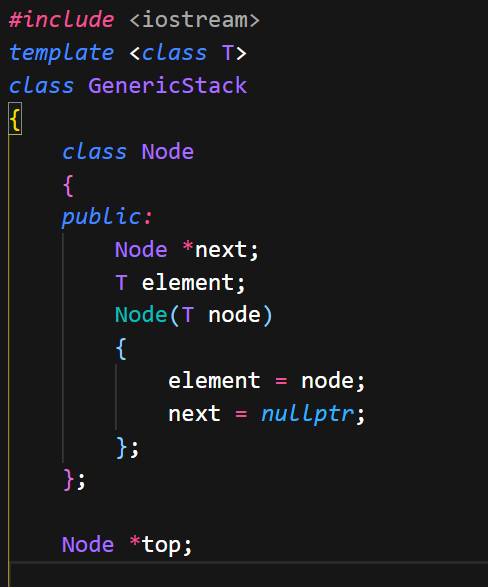 #include <iostream>
template <class T>
class GenericStack
{
    class Node
    {
    public:
        Node *next;
        T element;
        Node(T node)
        {
            element = node;
            next = nullptr;
        };
    };
    Node *top;